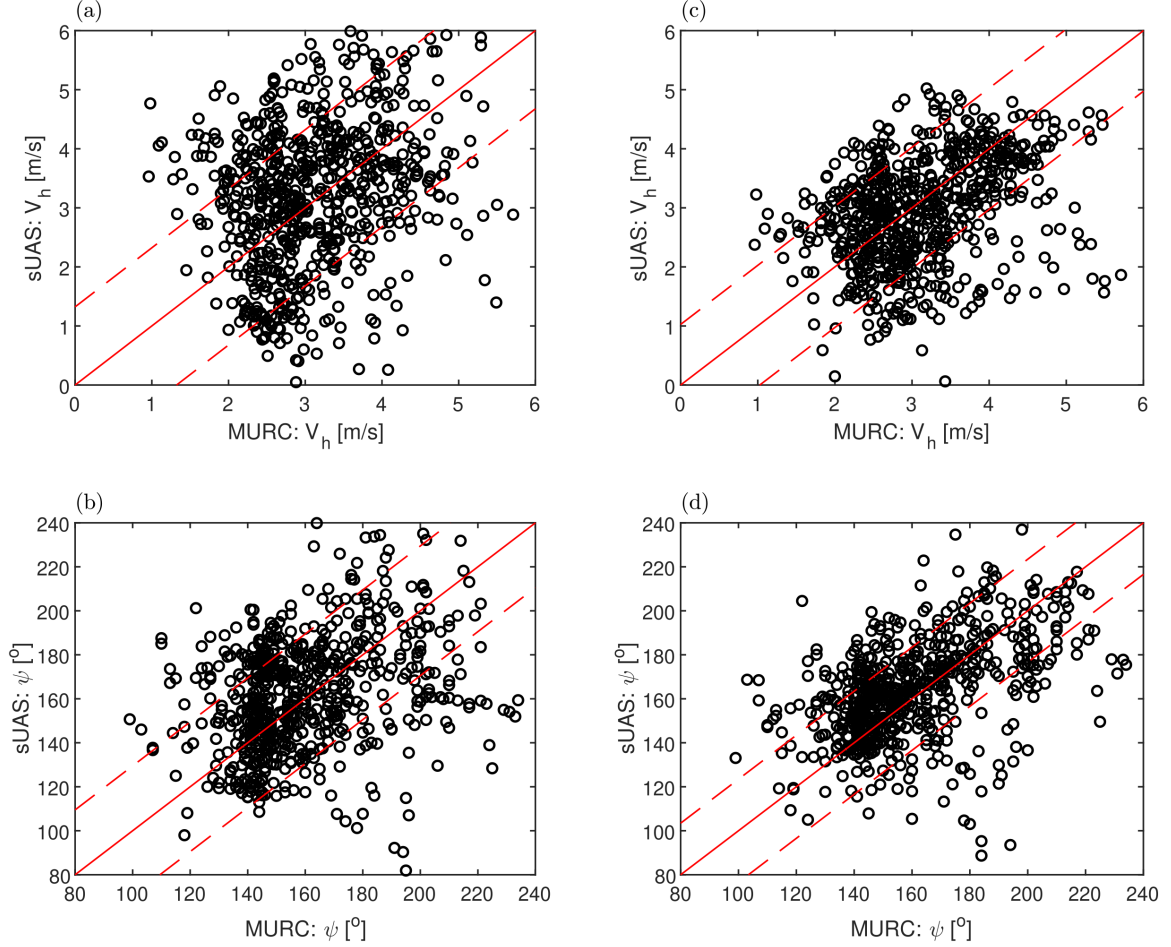 (a)
6
5
4
3
2
1
0
sUAS: V_h [m/s]
0 1 2 3 4 5 6
MURC: V_h [m/s]
(c)
6
5
4
3
2
1
0
sUAS: V_h [m/s]
0 1 2 3 4 5 6
MURC: V_h [m/s]
(b)
240
220
200
180
160
140
120
100
80
sUAS: ψ [°]
80 100 120 140 160 180 200 220 240
MURC: ψ [°]
(d)
240
220
200
180
160
140
120
100
80
sUAS: ψ [°]
80 100 120 140 160 180 200 220 240
MURC: ψ [°]